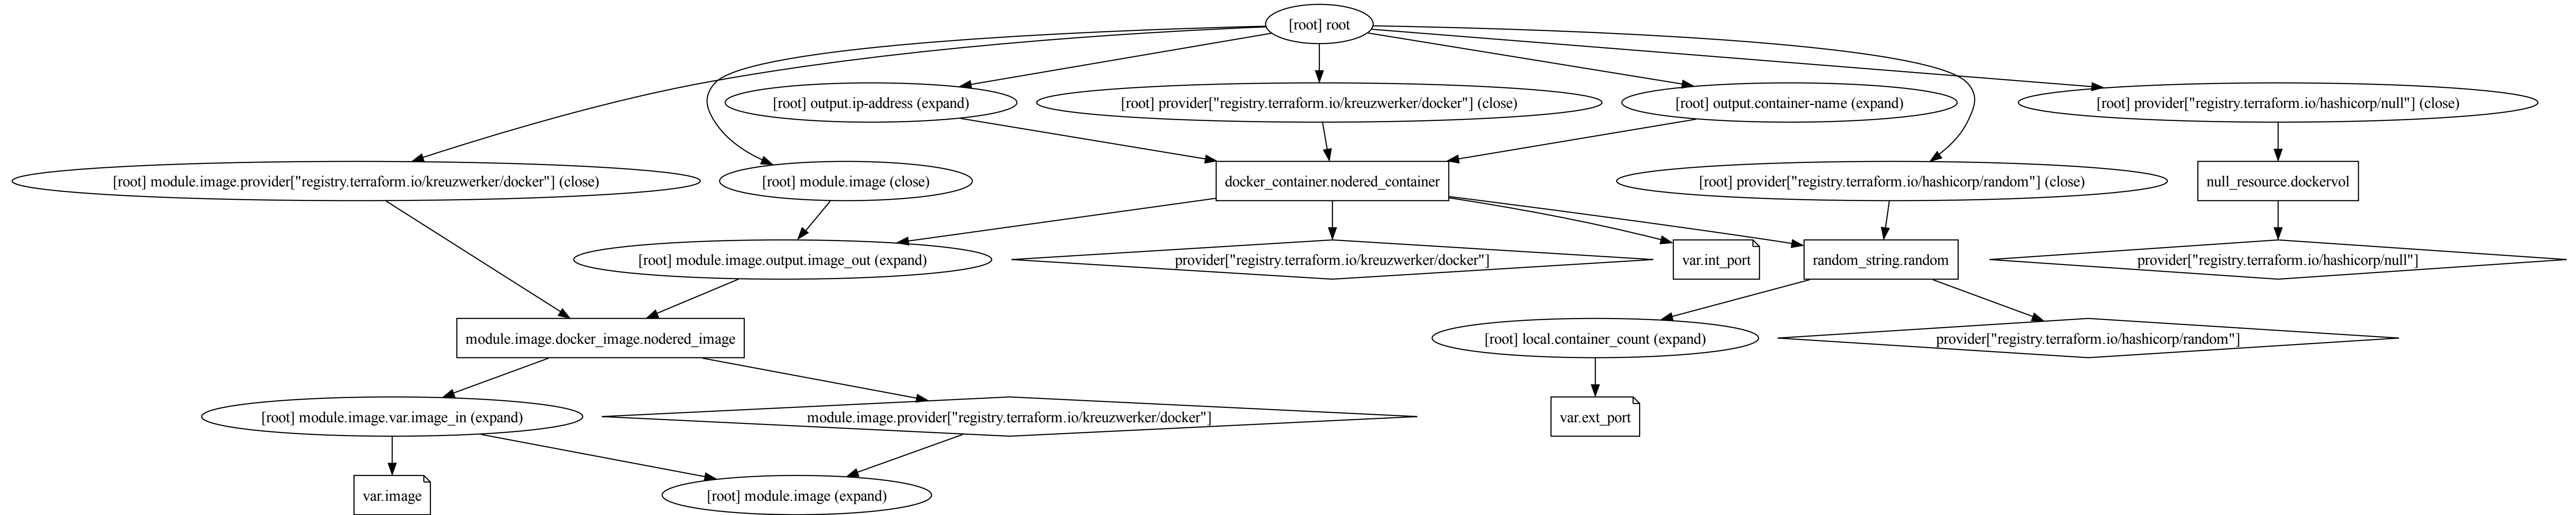 [root] root
[root] output.ip-address (expand)
[root] provider["registry.terraform.io/kreuzwerker/docker"] (close)
[root] output.container-name (expand)
[root] provider["registry.terraform.io/hashicorp/null"] (close)
[root] module.image.provider["registry.terraform.io/kreuzwerker/docker"] (close)
[root] module.image (close)
docker_container.nodered_container
[root] provider["registry.terraform.io/hashicorp/random"] (close)
null_resource.dockervol
[root] module.image.output.image_out (expand)
provider["registry.terraform.io/kreuzwerker/docker"]
var.int_port
random_string.random
provider["registry.terraform.io/hashicorp/null"]
module.image.docker_image.nodered_image
[root] local.container_count (expand)
provider["registry.terraform.io/hashicorp/random"]
[root] module.image.var.image_in (expand)
module.image.provider["registry.terraform.io/kreuzwerker/docker"]
var.ext_port
var.image
[root] module.image (expand)